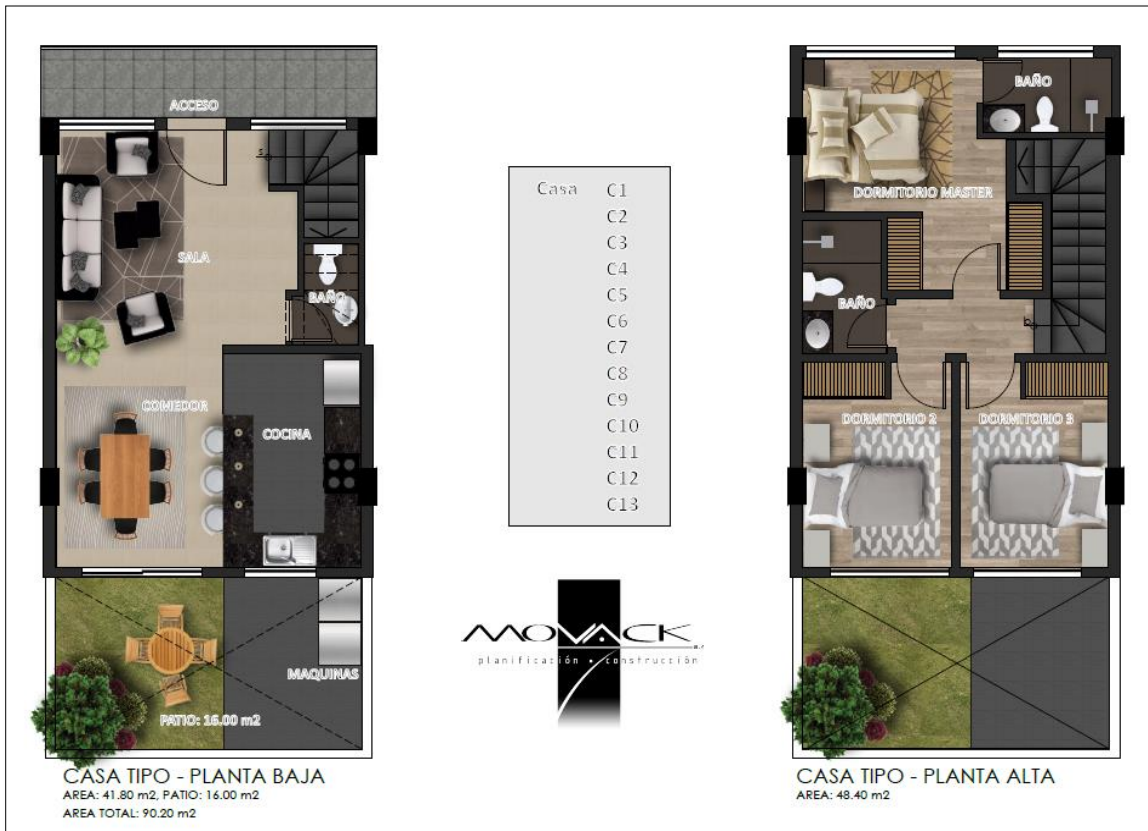 ACCESO
SALA
BAÑO
COMEDOR
COCINA
MAQUINAS
PATIO: 16.00 m2
CASA TIPO - PLANTA BAJA
AREA: 41.80 m2, PATIO: 16.00 m2
AREA TOTAL: 90.20 m2
Casa C1
C2
C3
C4
C5
C6
C7
C8
C9
C10
C11
C12
C13
MOVACK
planificación • construcción
BAÑO
DORMITORIO MASTER
BAÑO
DORMITORIO 2
DORMITORIO 3
CASA TIPO - PLANTA ALTA
AREA: 48.40 m2